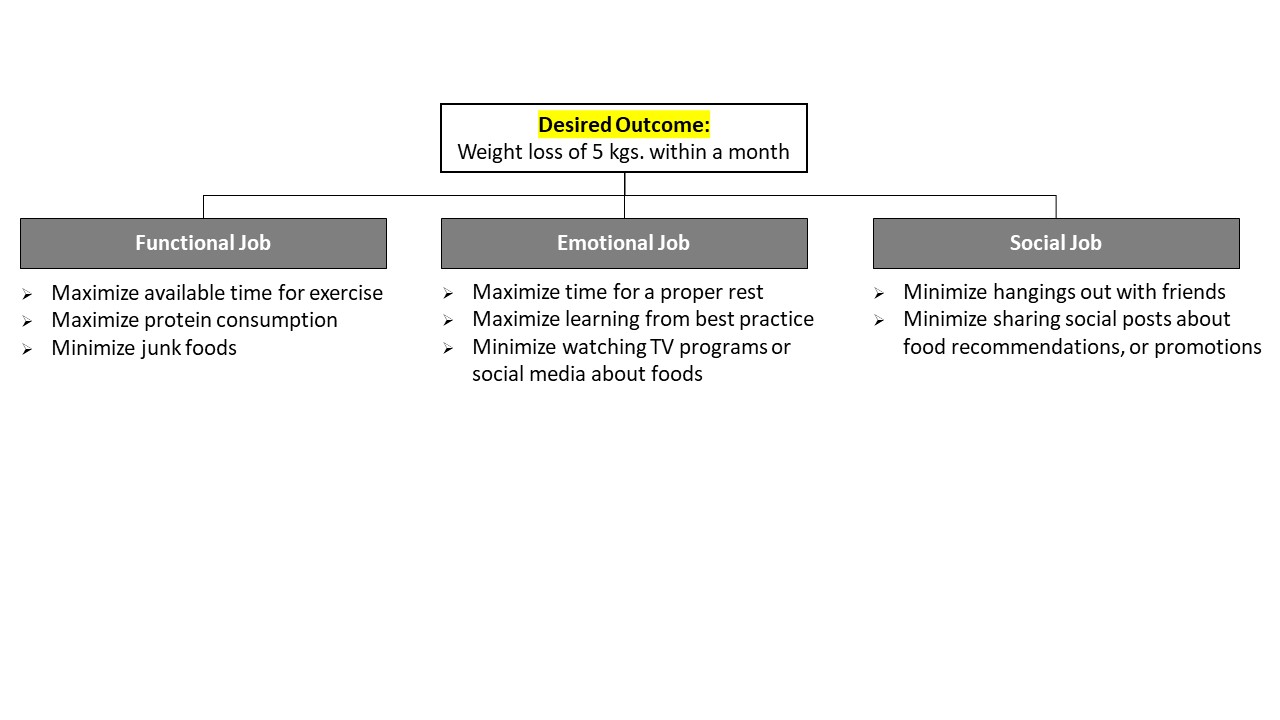 Desired Outcome:
Weight loss of 5 kgs. within a month
Functional Job
Maximize available time for exercise
Maximize protein consumption
Minimize junk foods
Emotional Job
Maximize time for a proper rest
Maximize learning from best practice
Minimize watching TV programs or
social media about foods
Social Job
Minimize hangings out with friends
Minimize sharing social posts about
food recommendations, or promotions